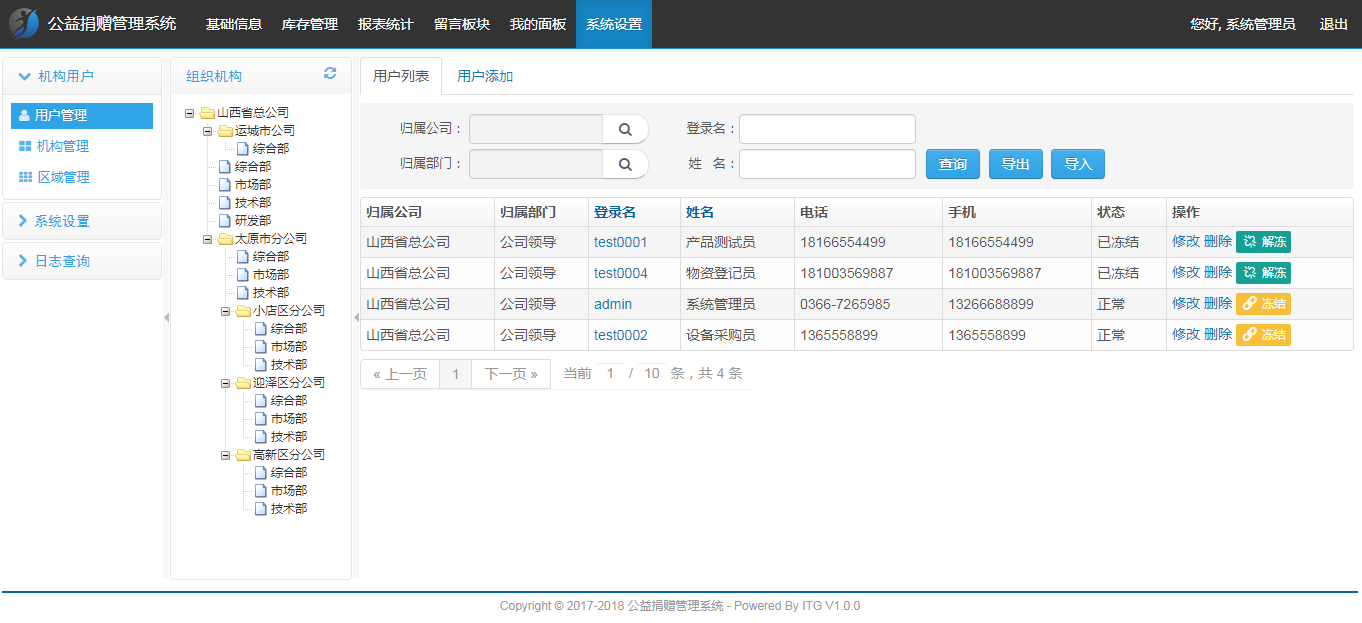 公益捐赠管理系统 基础信息 库存管理 报表统计 留言板块 我的面板 系统设置 您好, 系统管理员 退出
机构用户
用户管理
机构管理
区域管理
系统设置
日志查询
组织机构
山西省总公司
运城市公司
综合部
综合部
市场部
技术部
研发部
太原市分公司
综合部
市场部
技术部
小店区分公司
综合部
市场部
技术部
迎泽区分公司
综合部
市场部
技术部
高新区分公司
综合部
市场部
技术部
用户列表 用户添加
归属公司： 登录名：
归属部门： 姓 名： 查询 导出 导入
归属公司 归属部门 登录名 姓名 电话 手机 状态 操作
山西省总公司 公司领导 test0001 产品测试员 18166554499 18166554499 已冻结 修改 删除 解冻
山西省总公司 公司领导 test0004 物资登记员 181003569887 181003569887 已冻结 修改 删除 解冻
山西省总公司 公司领导 admin 系统管理员 0366-7265985 13266688899 正常 修改 删除 冻结
山西省总公司 公司领导 test0002 设备采购员 1365558899 1365558899 正常 修改 删除 冻结
« 上一页 1 下一页 » 当前 1 / 10 条，共 4 条
Copyright © 2017-2018 公益捐赠管理系统 - Powered By ITG V1.0.0